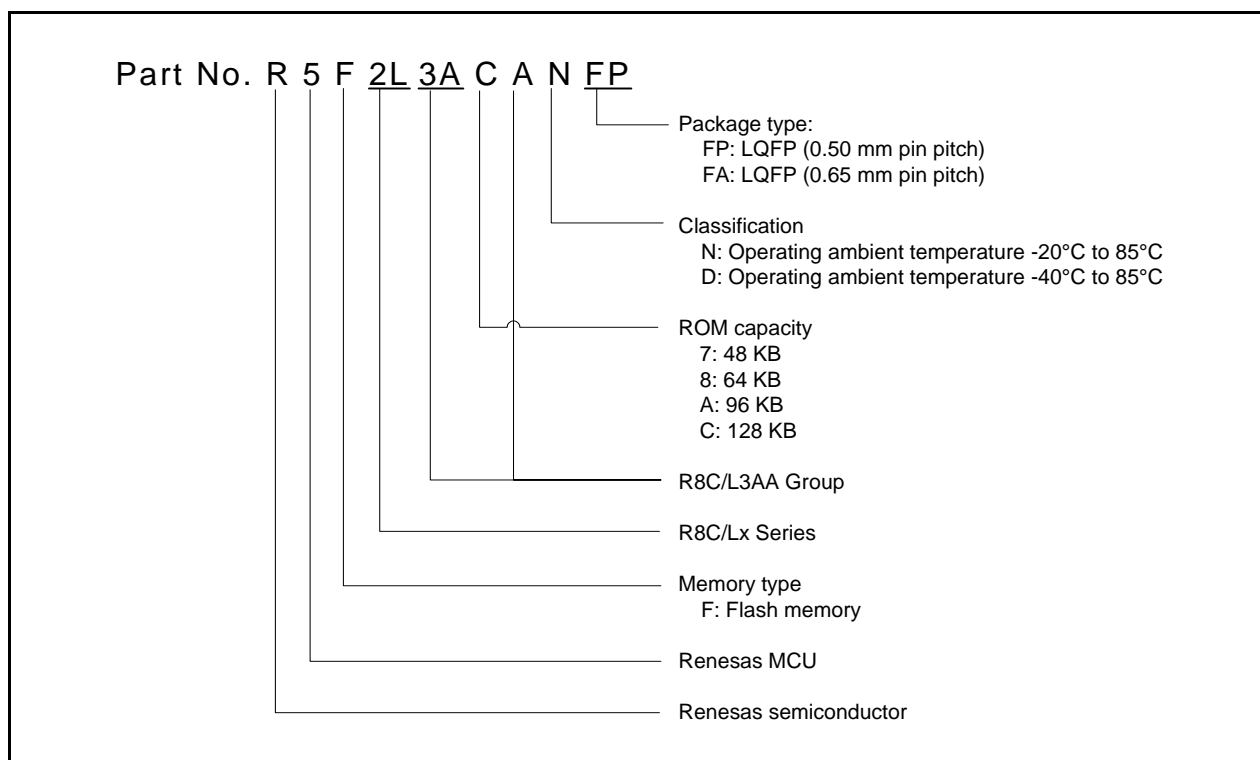 Part No. R 5 F 2L 3A C A N FP
Package type:
FP: LQFP (0.50 mm pin pitch)
FA: LQFP (0.65 mm pin pitch)
Classification
N: Operating ambient temperature -20°C to 85°C
D: Operating ambient temperature -40°C to 85°C
ROM capacity
7: 48 KB
8: 64 KB
A: 96 KB
C: 128 KB
R8C/L3AA Group
R8C/Lx Series
Memory type
F: Flash memory
Renesas MCU
Renesas semiconductor